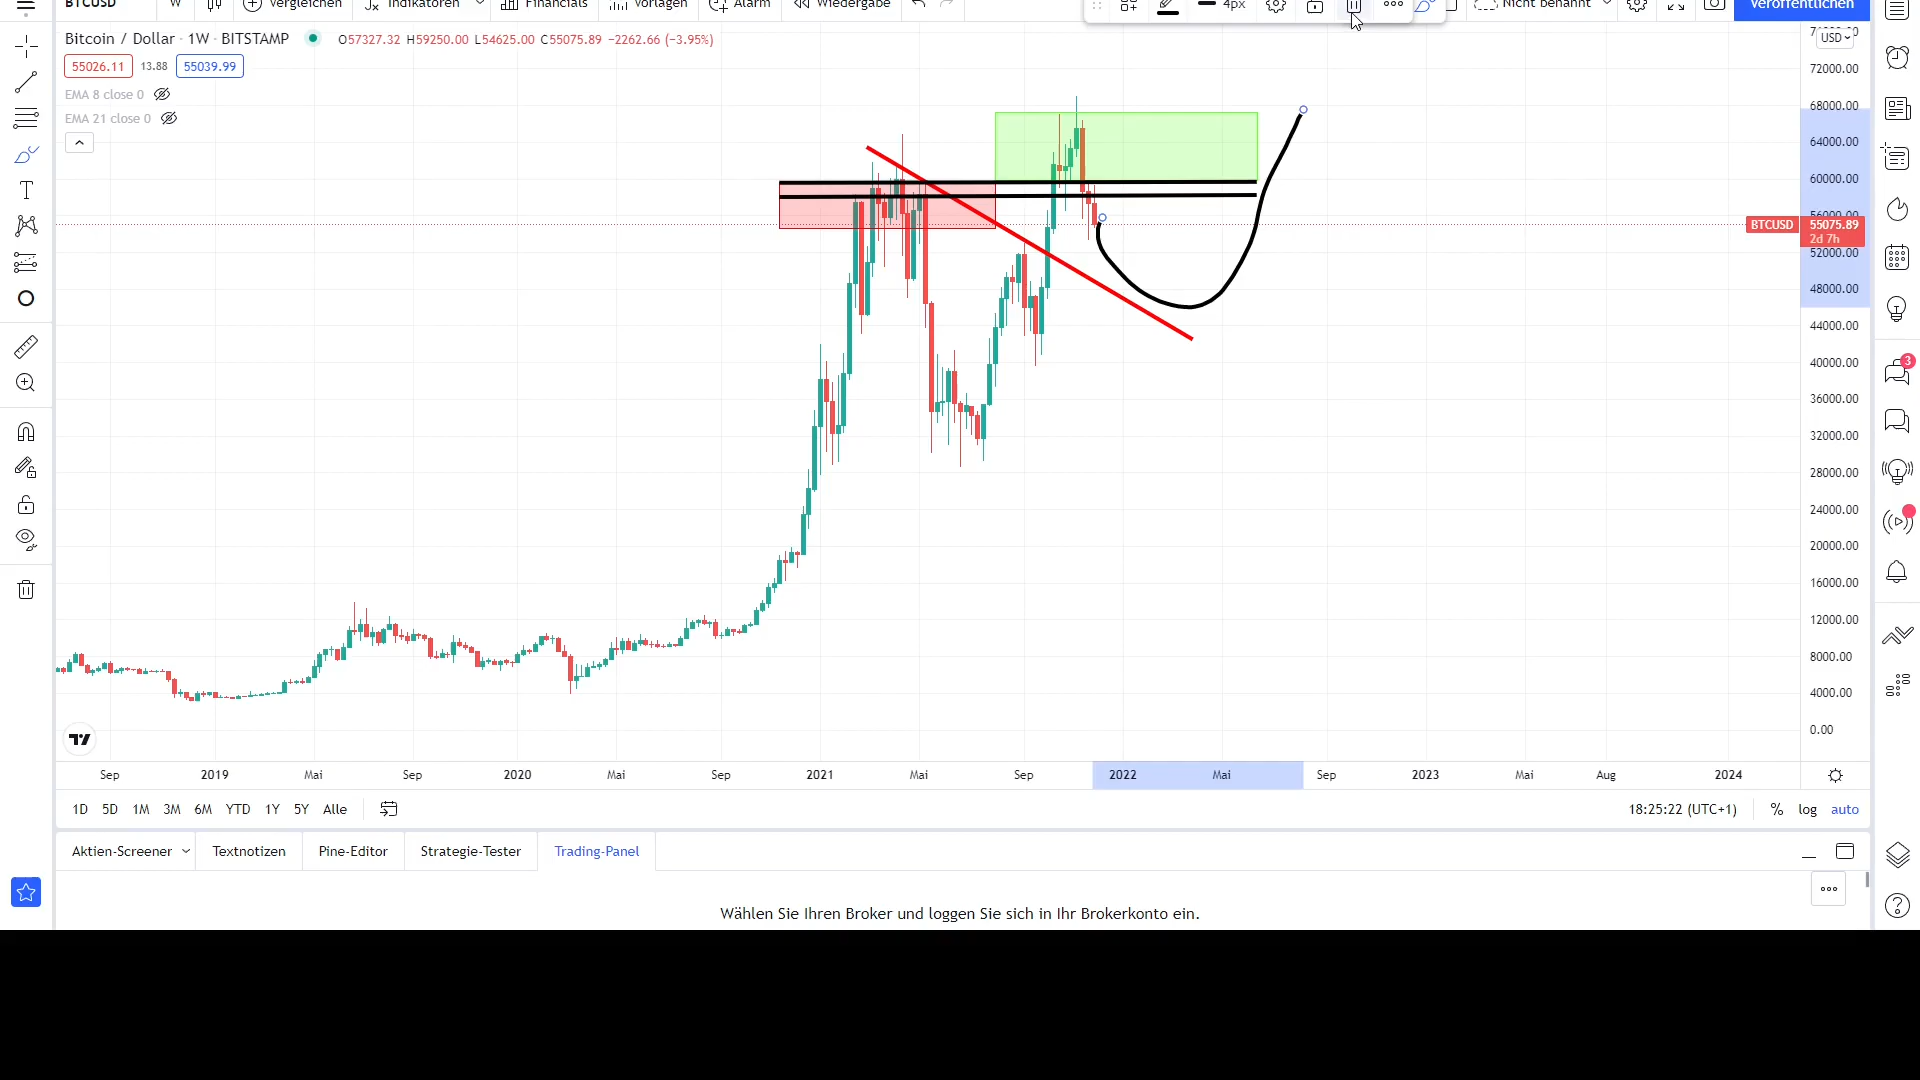 BTCUSD W Vergleichen Indikatoren Financials Vorlagen Alarm Wiedergabe 4px Nicht benannt Veröffentlichen
Bitcoin / Dollar · 1W · BITSTAMP O57327.32 H59250.00 L54625.00 C55075.89 −2262.66 (−3.95%)
USD
55026.11 13.88 55039.99
EMA 8 close 0
EMA 21 close 0
72000.00
68000.00
64000.00
60000.00
56000.00
BTCUSD 55075.89
2d 7h
52000.00
48000.00
44000.00
40000.00
36000.00
32000.00
28000.00
24000.00
20000.00
16000.00
12000.00
8000.00
4000.00
0.00
3
Sep 2019 Mai Sep 2020 Mai Sep 2021 Mai Sep 2022 Mai Sep 2023 Mai Aug 2024
1D 5D 1M 3M 6M YTD 1Y 5Y Alle 18:25:22 (UTC+1) % log auto
Aktien-Screener Textnotizen Pine-Editor Strategie-Tester Trading-Panel
Wählen Sie Ihren Broker und loggen Sie sich in Ihr Brokerkonto ein.